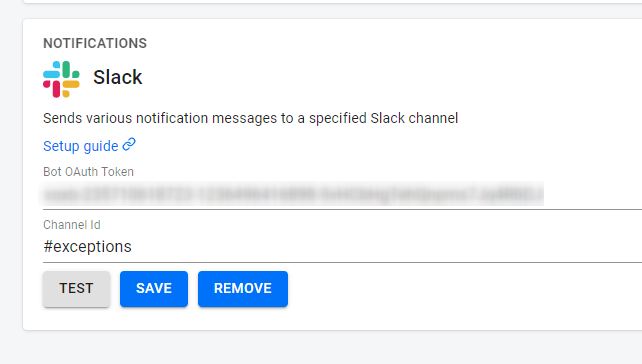 NOTIFICATIONS
Slack
Sends various notification messages to a specified Slack channel
Setup guide
Bot OAuth Token
Channel Id
#exceptions
TEST SAVE REMOVE